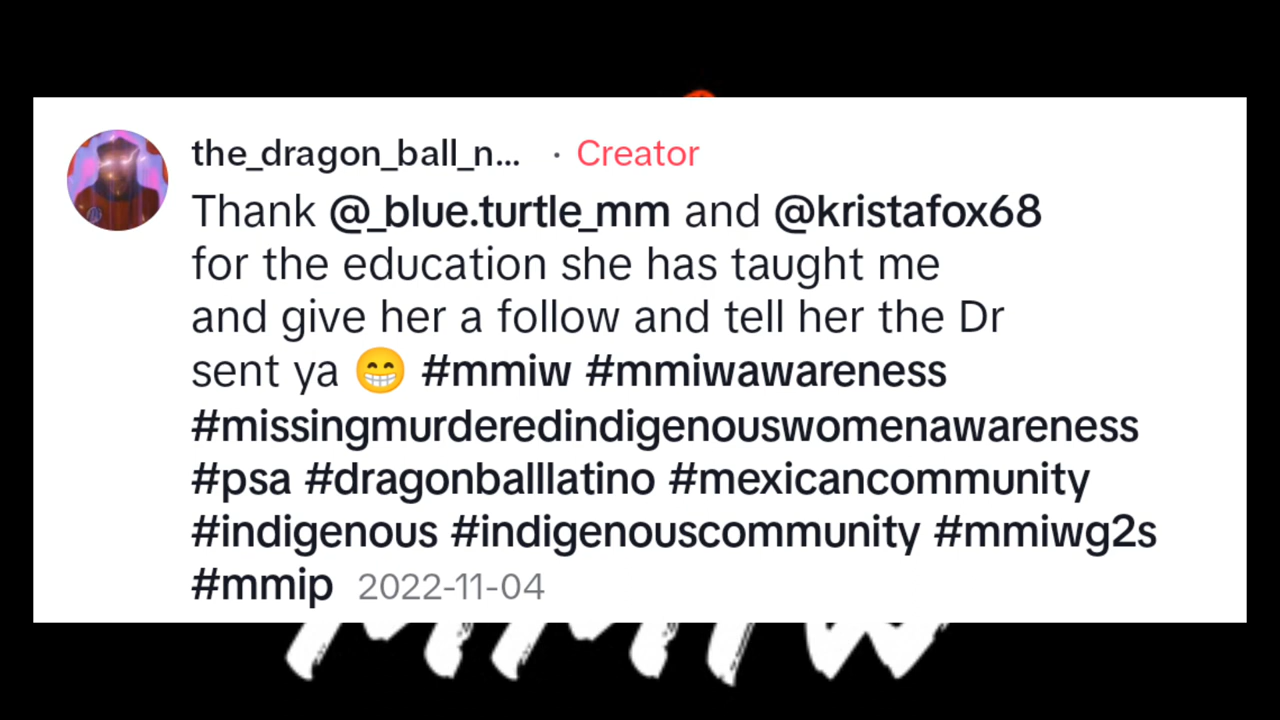 the_dragon_ball_n... · Creator
Thank @_blue.turtle_mm and @kristafox68
for the education she has taught me
and give her a follow and tell her the Dr
sent ya 😁 #mmiw #mmiwawareness
#missingmurderedindigenouswomenawareness
#psa #dragonballlatino #mexicancommunity
#indigenous #indigenouscommunity #mmiwg2s
#mmip 2022-11-04
MMIW